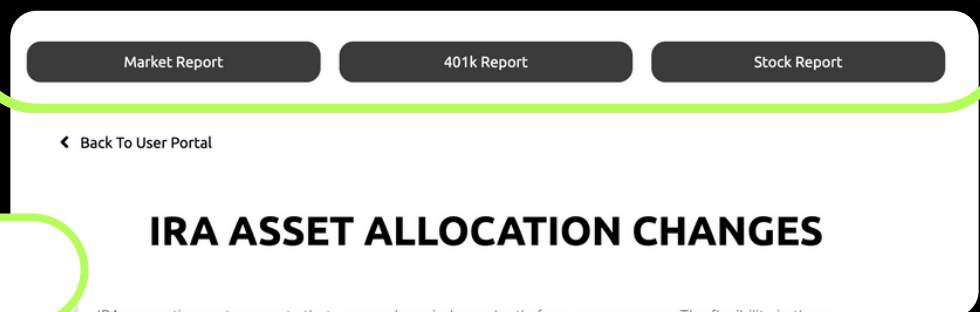 Market Report
401k Report
Stock Report
Back To User Portal
IRA ASSET ALLOCATION CHANGES